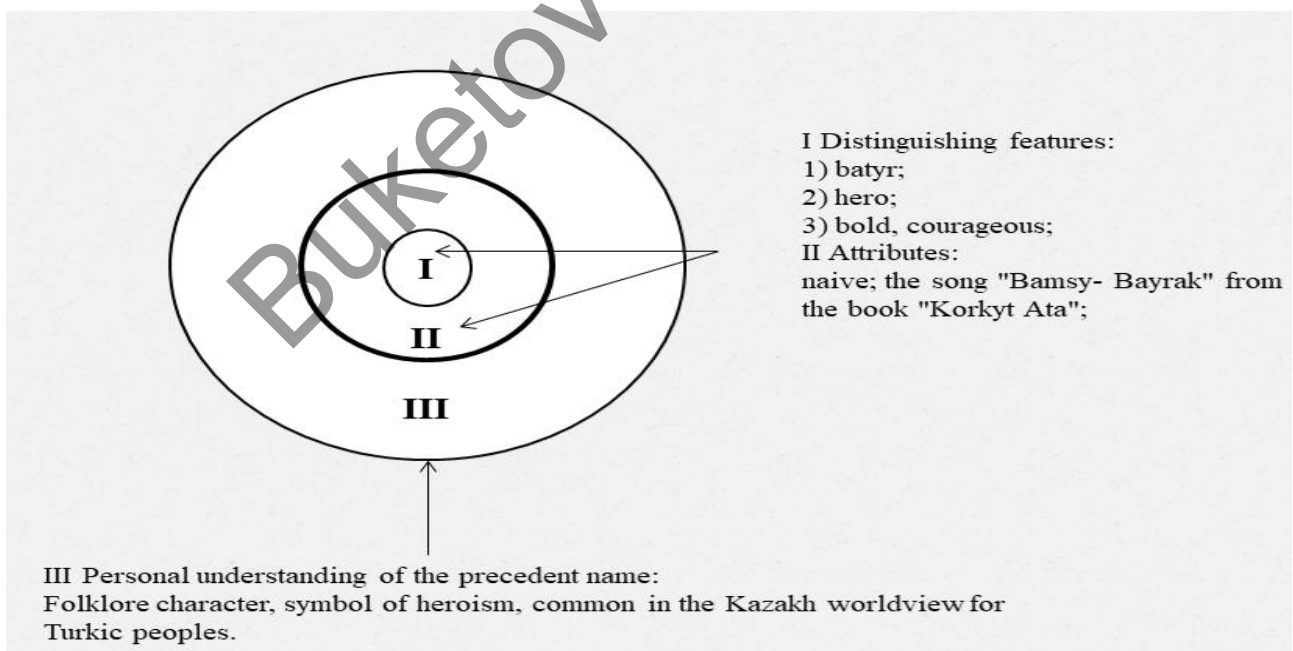 Buketov
I Distinguishing features:
1) batyr;
2) hero;
3) bold, courageous;
II Attributes:
naive; the song "Bamsy- Bayrak" from
the book "Korkyt Ata";
I
II
III
III Personal understanding of the precedent name:
Folklore character, symbol of heroism, common in the Kazakh worldview for
Turkic peoples.